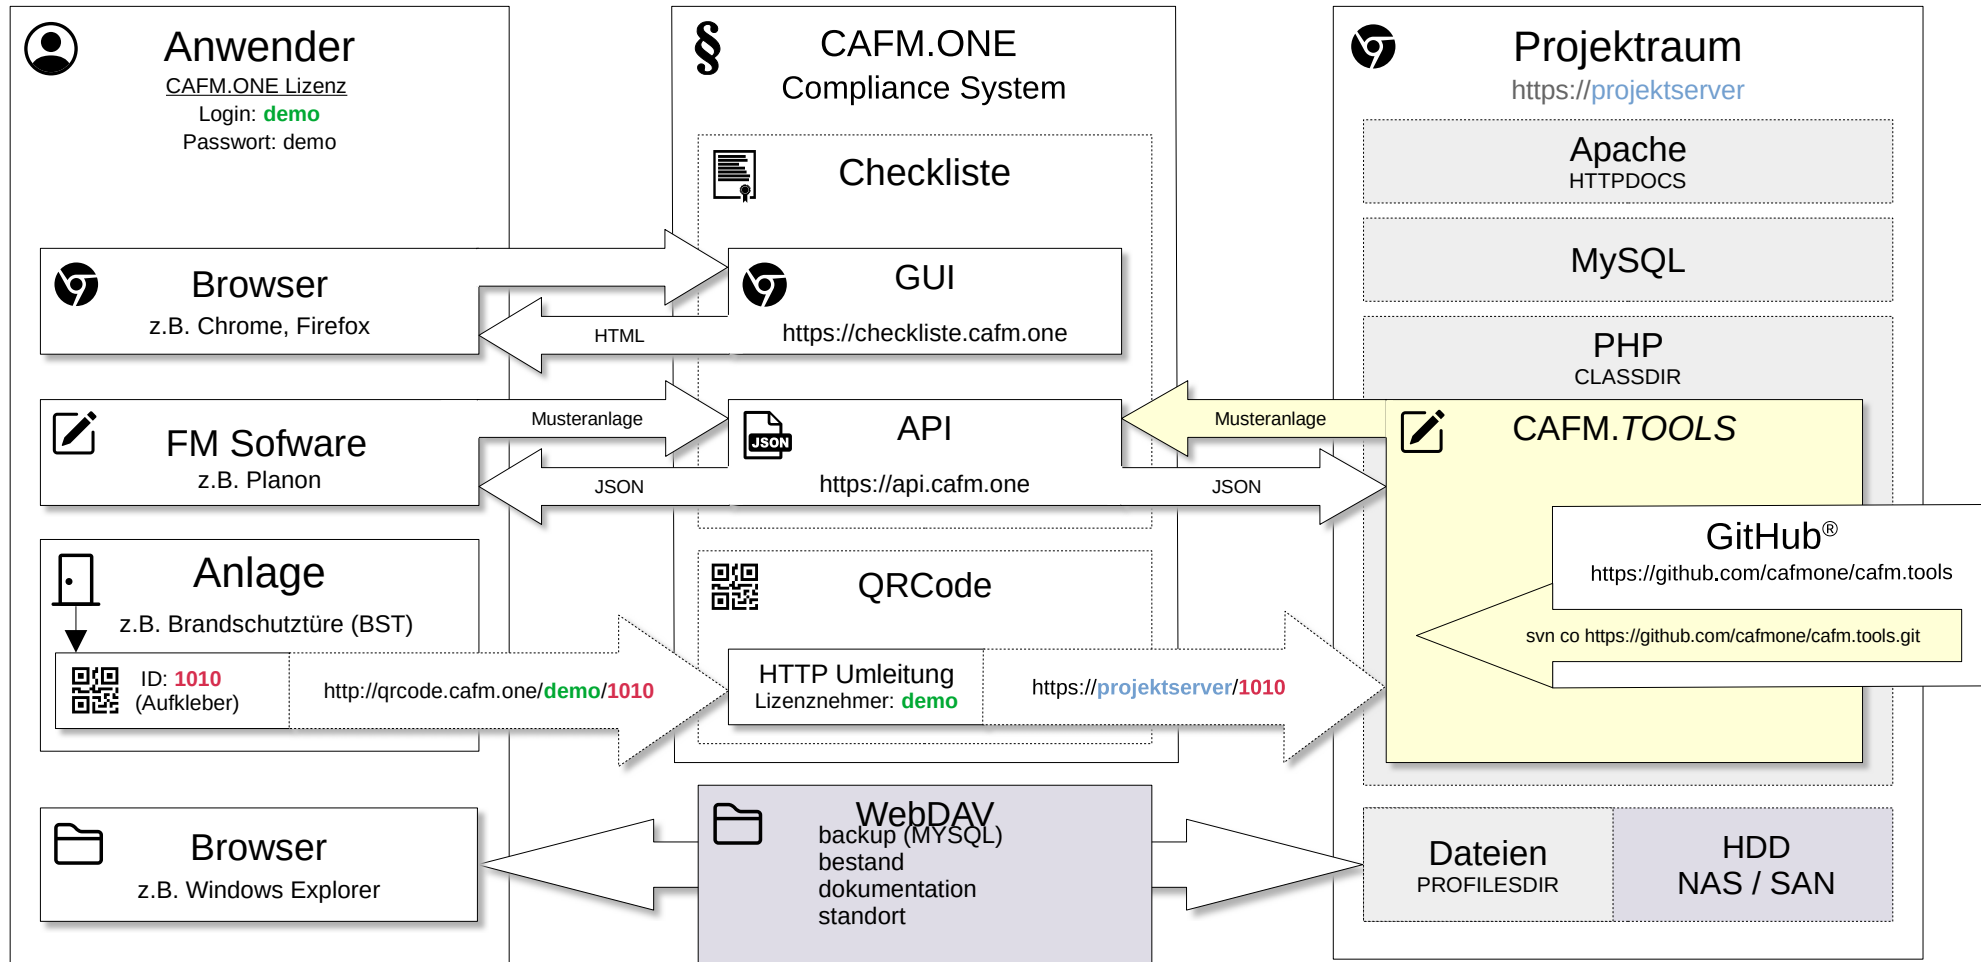 Anwender
CAFM.ONE Lizenz
Login: demo
Passwort: demo
Browser
z.B. Chrome, Firefox
FM Sofware
z.B. Planon
Anlage
z.B. Brandschutztüre (BST)
ID: 1010
(Aufkleber)
http://qrcode.cafm.one/demo/1010
Browser
z.B. Windows Explorer
HTML
Musteranlage
JSON
§
CAFM.ONE
Compliance System
Checkliste
GUI
https://checkliste.cafm.one
JSON
API
https://api.cafm.one
QRCode
HTTP Umleitung
Lizenznehmer: demo
https://projektserver/1010
WebDAV
backup (MYSQL)
bestand
dokumentation
standort
Musteranlage
JSON
Projektraum
https://projektserver
Apache
HTTPDOCS
MySQL
PHP
CLASSDIR
CAFM.TOOLS
GitHub®
https://github.com/cafmone/cafm.tools
svn co https://github.com/cafmone/cafm.tools.git
Dateien
PROFILESDIR
HDD
NAS / SAN